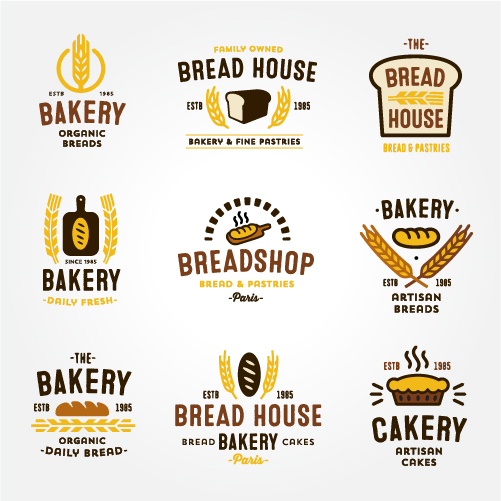 ESTB 1985
BAKERY
ORGANIC
BREADS
FAMILY OWNED
BREAD HOUSE
ESTB 1985
BAKERY & FINE PASTRIES
-THE-
BREAD
HOUSE
BREAD & PASTRIES
SINCE 1985
BAKERY
-DAILY FRESH-
BREADSHOP
BREAD & PASTRIES
-Paris-
·BAKERY·
ESTB 1985
ARTISAN
BREADS
-THE-
BAKERY
ESTB 1985
ORGANIC
-DAILY BREAD-
ESTB 1985
BREAD HOUSE
BREAD BAKERY CAKES
-Paris-
ESTB 1985
CAKERY
ARTISAN
CAKES